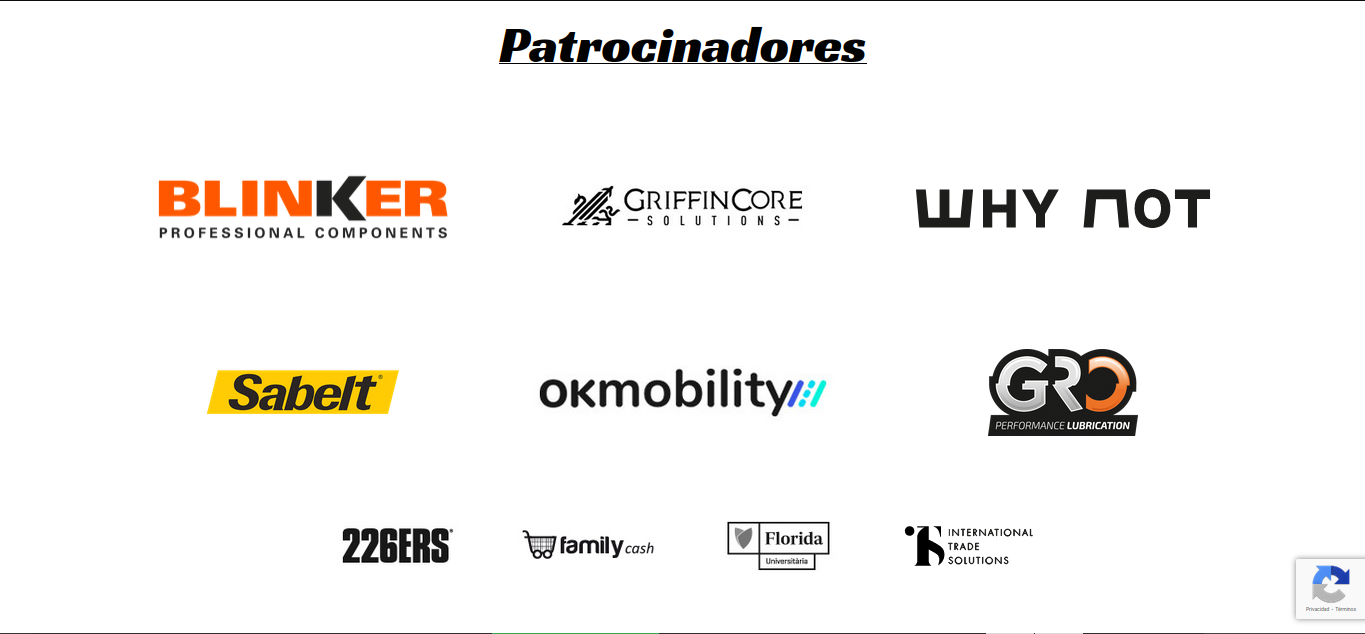 Patrocinadores
BLINKER
PROFESSIONAL COMPONENTS
GRIFFINCORE
SOLUTIONS
WHY NOT
Sabelt®
okmobility
GRO
PERFORMANCE LUBRICATION
226ERS®
family cash
Florida
Universitària
INTERNATIONAL
TRADE
SOLUTIONS
Privacidad - Términos